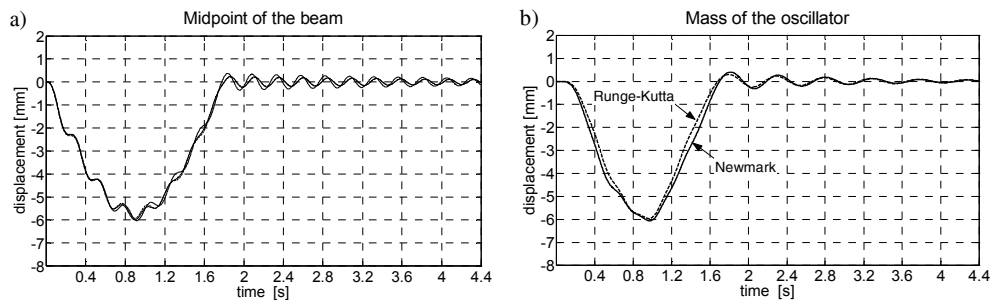 a)
Midpoint of the beam
2
1
0
-1
-2
-3
-4
-5
-6
-7
-8
displacement [mm]
0.4 0.8 1.2 1.6 2.0 2.4 2.8 3.2 3.6 4.0 4.4
time [s]
b)
Mass of the oscillator
2
1
0
-1
-2
-3
-4
-5
-6
-7
-8
displacement [mm]
Runge-Kutta
Newmark
0.4 0.8 1.2 1.6 2.0 2.4 2.8 3.2 3.6 4.0 4.4
time [s]